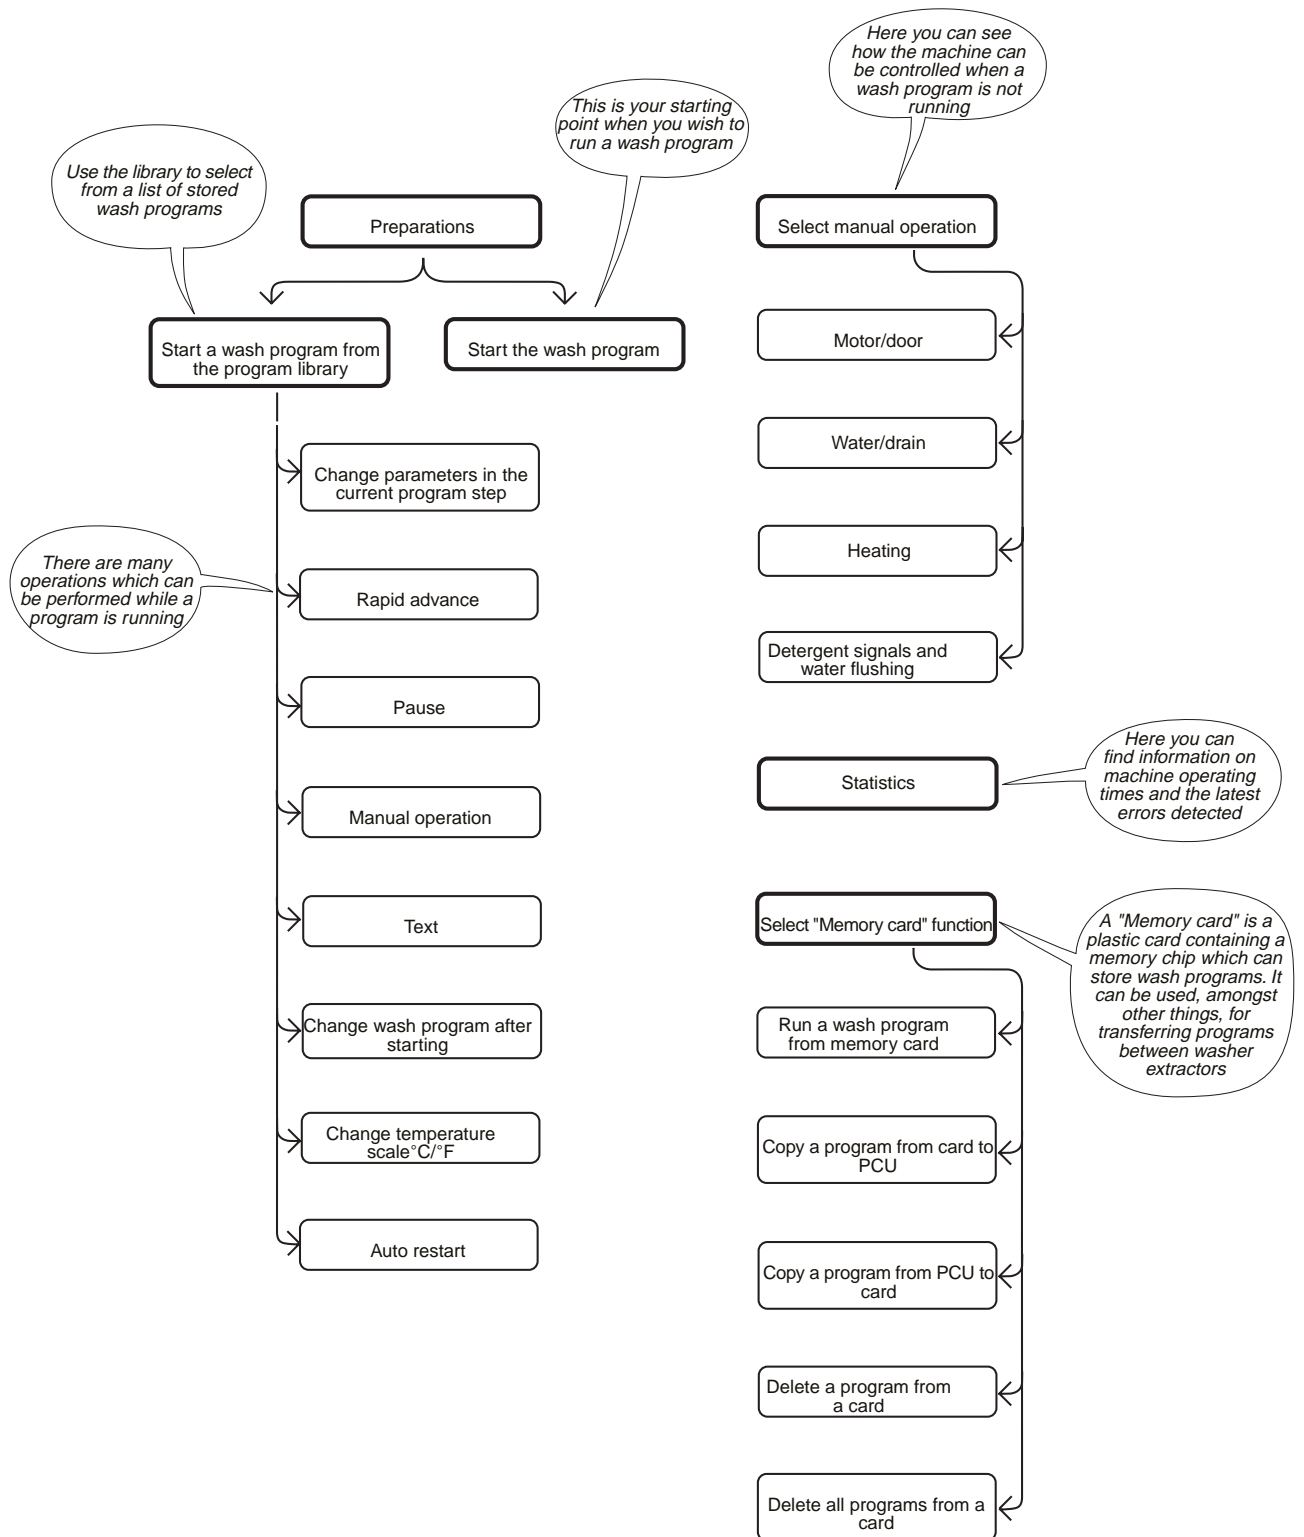 Here you can see
how the machine can
be controlled when a
wash program is not
running
This is your starting
point when you wish to
run a wash program
Use the library to select
from a list of stored
wash programs
Preparations
Select manual operation
Start a wash program from
the program library
Start the wash program
Motor/door
Water/drain
Heating
Detergent signals and
water flushing
Change parameters in the
current program step
There are many
operations which can
be performed while a
program is running
Rapid advance
Pause
Manual operation
Text
Change wash program after
starting
Change temperature
scale°C/°F
Auto restart
Statistics
Here you can
find information on
machine operating
times and the latest
errors detected
Select "Memory card" function
A "Memory card" is a
plastic card containing a
memory chip which can
store wash programs. It
can be used, amongst
other things, for
transferring programs
between washer
extractors
Run a wash program
from memory card
Copy a program from card to
PCU
Copy a program from PCU to
card
Delete a program from
a card
Delete all programs from a
card